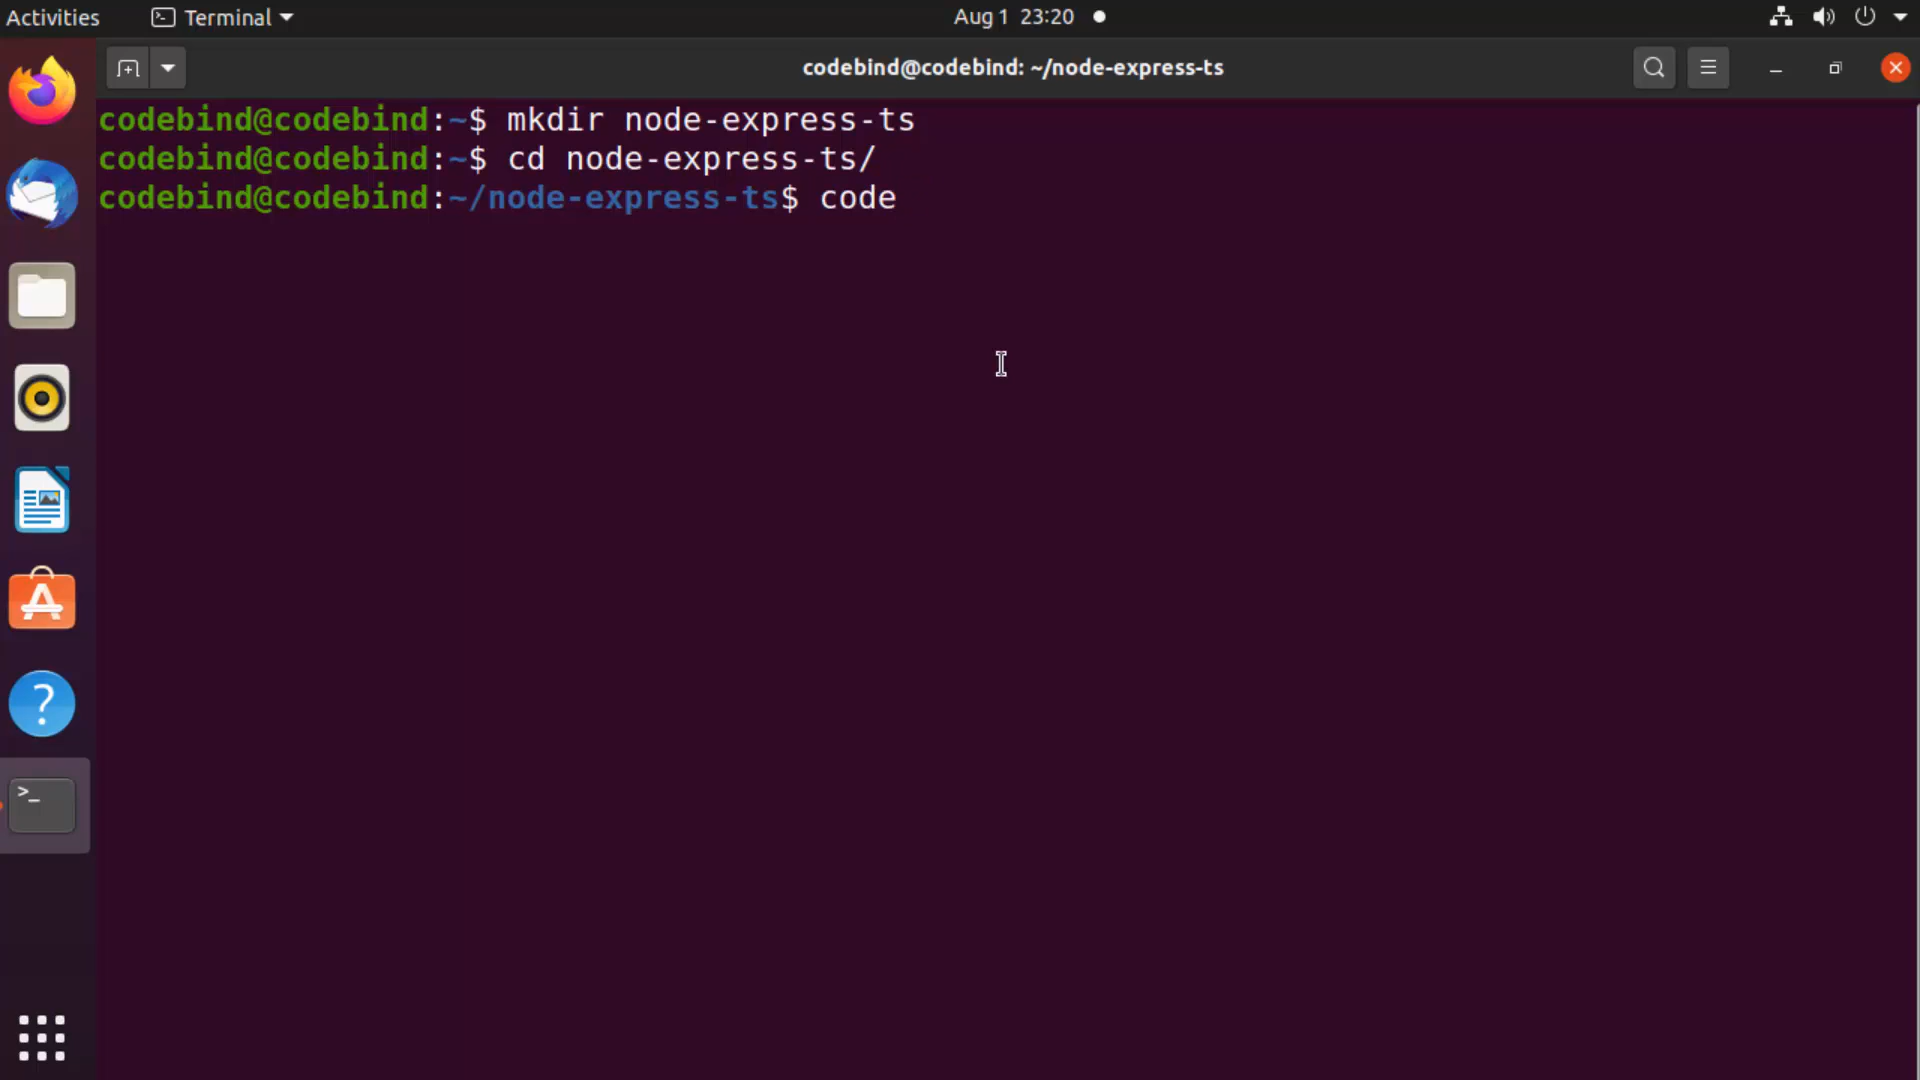 Activities Terminal Aug 1 23:20
codebind@codebind: ~/node-express-ts
codebind@codebind:~$ mkdir node-express-ts
codebind@codebind:~$ cd node-express-ts/
codebind@codebind:~/node-express-ts$ code